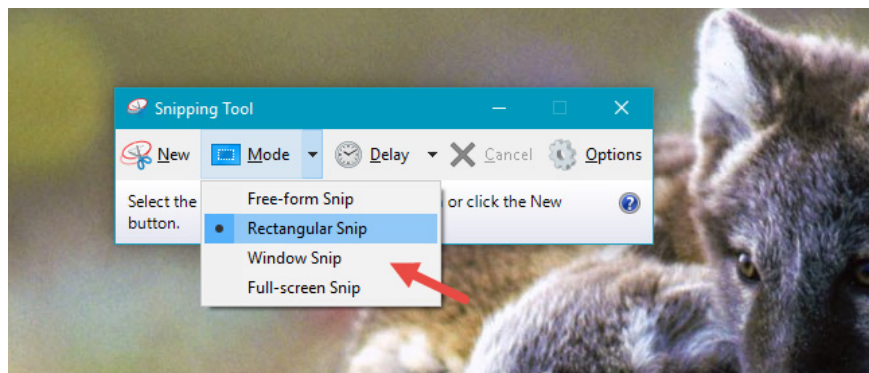 Snipping Tool
New Mode Delay Cancel Options
Select the
or click the New
button.
Free-form Snip
Rectangular Snip
Window Snip
Full-screen Snip